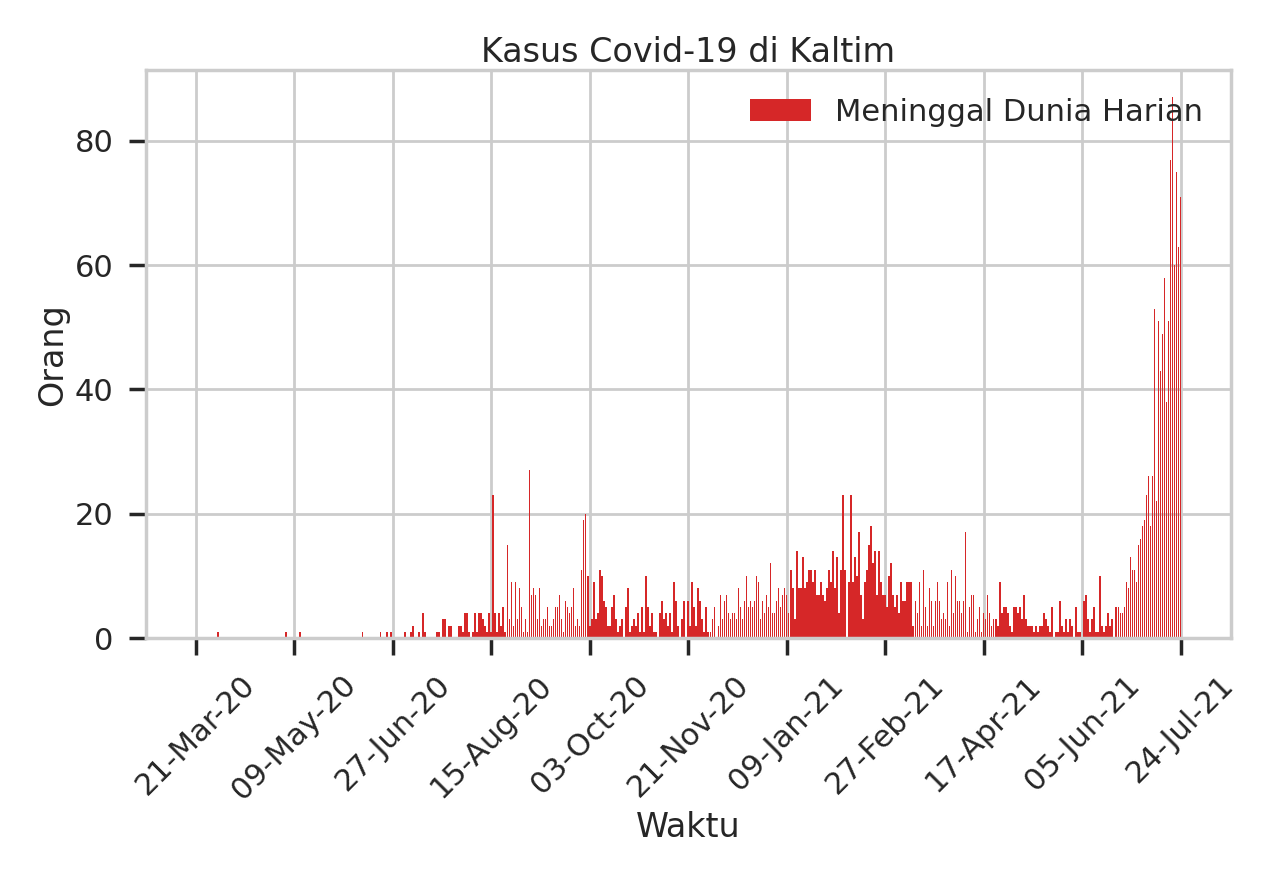 Kasus Covid-19 di Kaltim
Meninggal Dunia Harian
Orang
80
60
40
20
0
21-Mar-20
09-May-20
27-Jun-20
15-Aug-20
03-Oct-20
21-Nov-20
09-Jan-21
27-Feb-21
17-Apr-21
05-Jun-21
24-Jul-21
Waktu